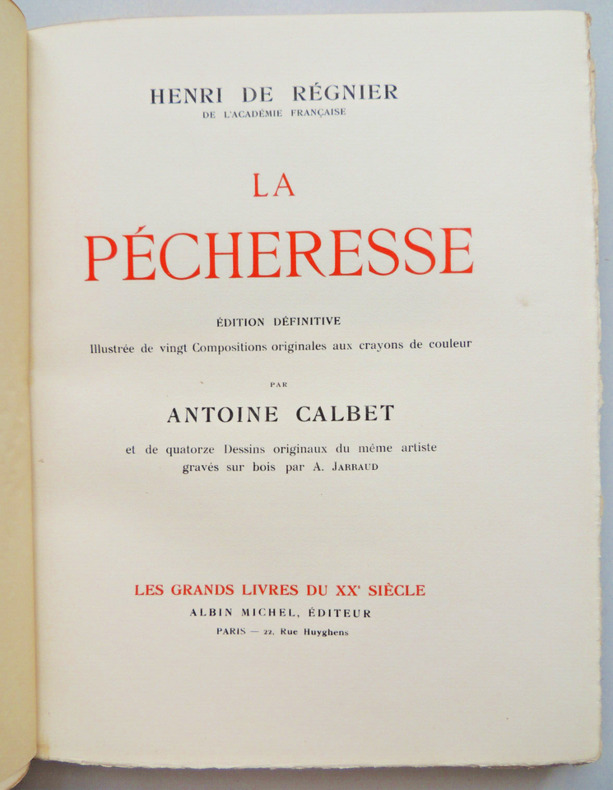 HENRI DE RÉGNIER
DE L'ACADÉMIE FRANÇAISE
LA
PÉCHERESSE
ÉDITION DÉFINITIVE
Illustrée de vingt Compositions originales aux crayons de couleur
PAR
ANTOINE CALBET
et de quatorze Dessins originaux du même artiste
gravés sur bois par A. JARRAUD
LES GRANDS LIVRES DU XXᵉ SIÈCLE
ALBIN MICHEL, ÉDITEUR
PARIS — 22, Rue Huyghens